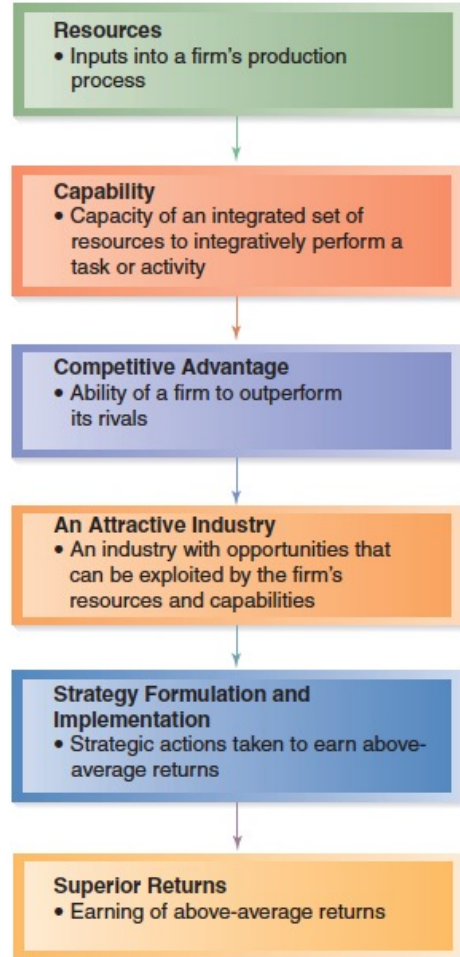 Resources
• Inputs into a firm's production
process
Capability
• Capacity of an integrated set of
resources to integratively perform a
task or activity
Competitive Advantage
• Ability of a firm to outperform
its rivals
An Attractive Industry
• An industry with opportunities that
can be exploited by the firm's
resources and capabilities
Strategy Formulation and
Implementation
• Strategic actions taken to earn above-
average returns
Superior Returns
• Earning of above-average returns